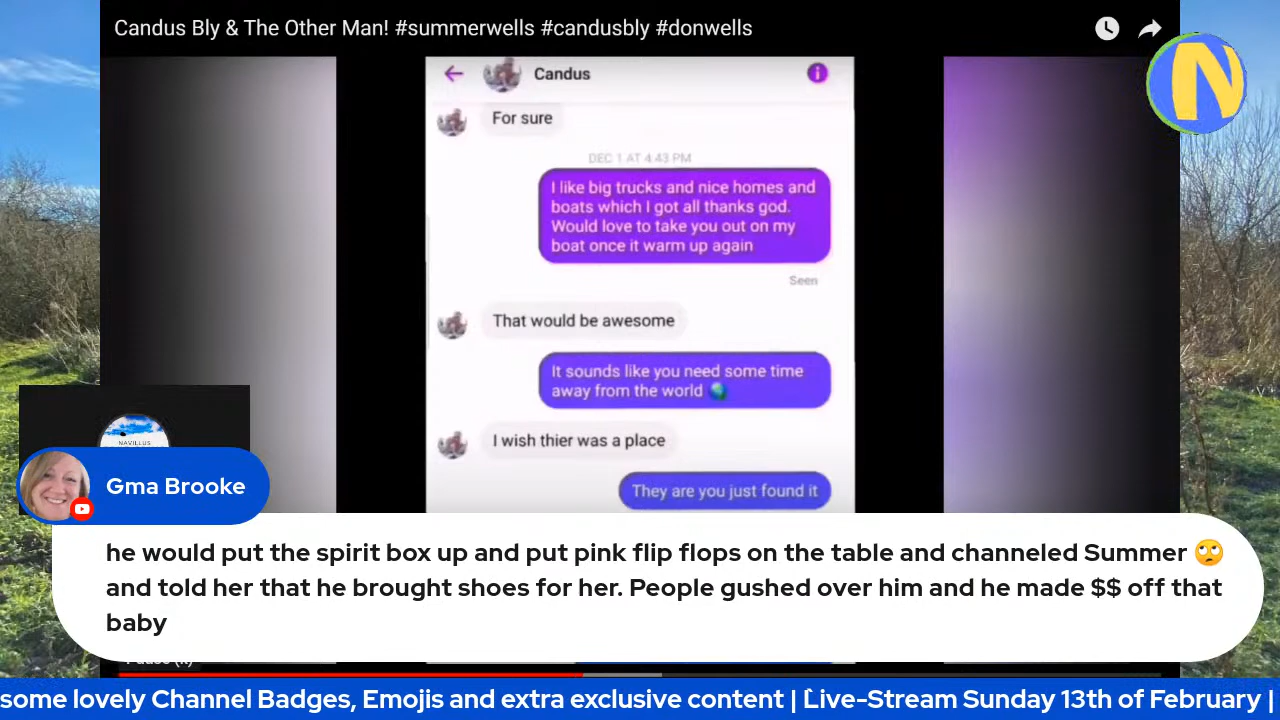 Candus Bly & The Other Man! #summerwells #candusbly #donwells
N
Candus
For sure
DEC 1 AT 4:43 PM
I like big trucks and nice homes and
boats which I got all thanks god.
Would love to take you out on my
boat once it warm up again
Seen
That would be awesome
It sounds like you need some time
away from the world 🌍
I wish thier was a place
They are you just found it
NAVILLUS
Gma Brooke
he would put the spirit box up and put pink flip flops on the table and channeled Summer 🙄
and told her that he brought shoes for her. People gushed over him and he made $$ off that
baby
some lovely Channel Badges, Emojis and extra exclusive content | Live-Stream Sunday 13th of February |